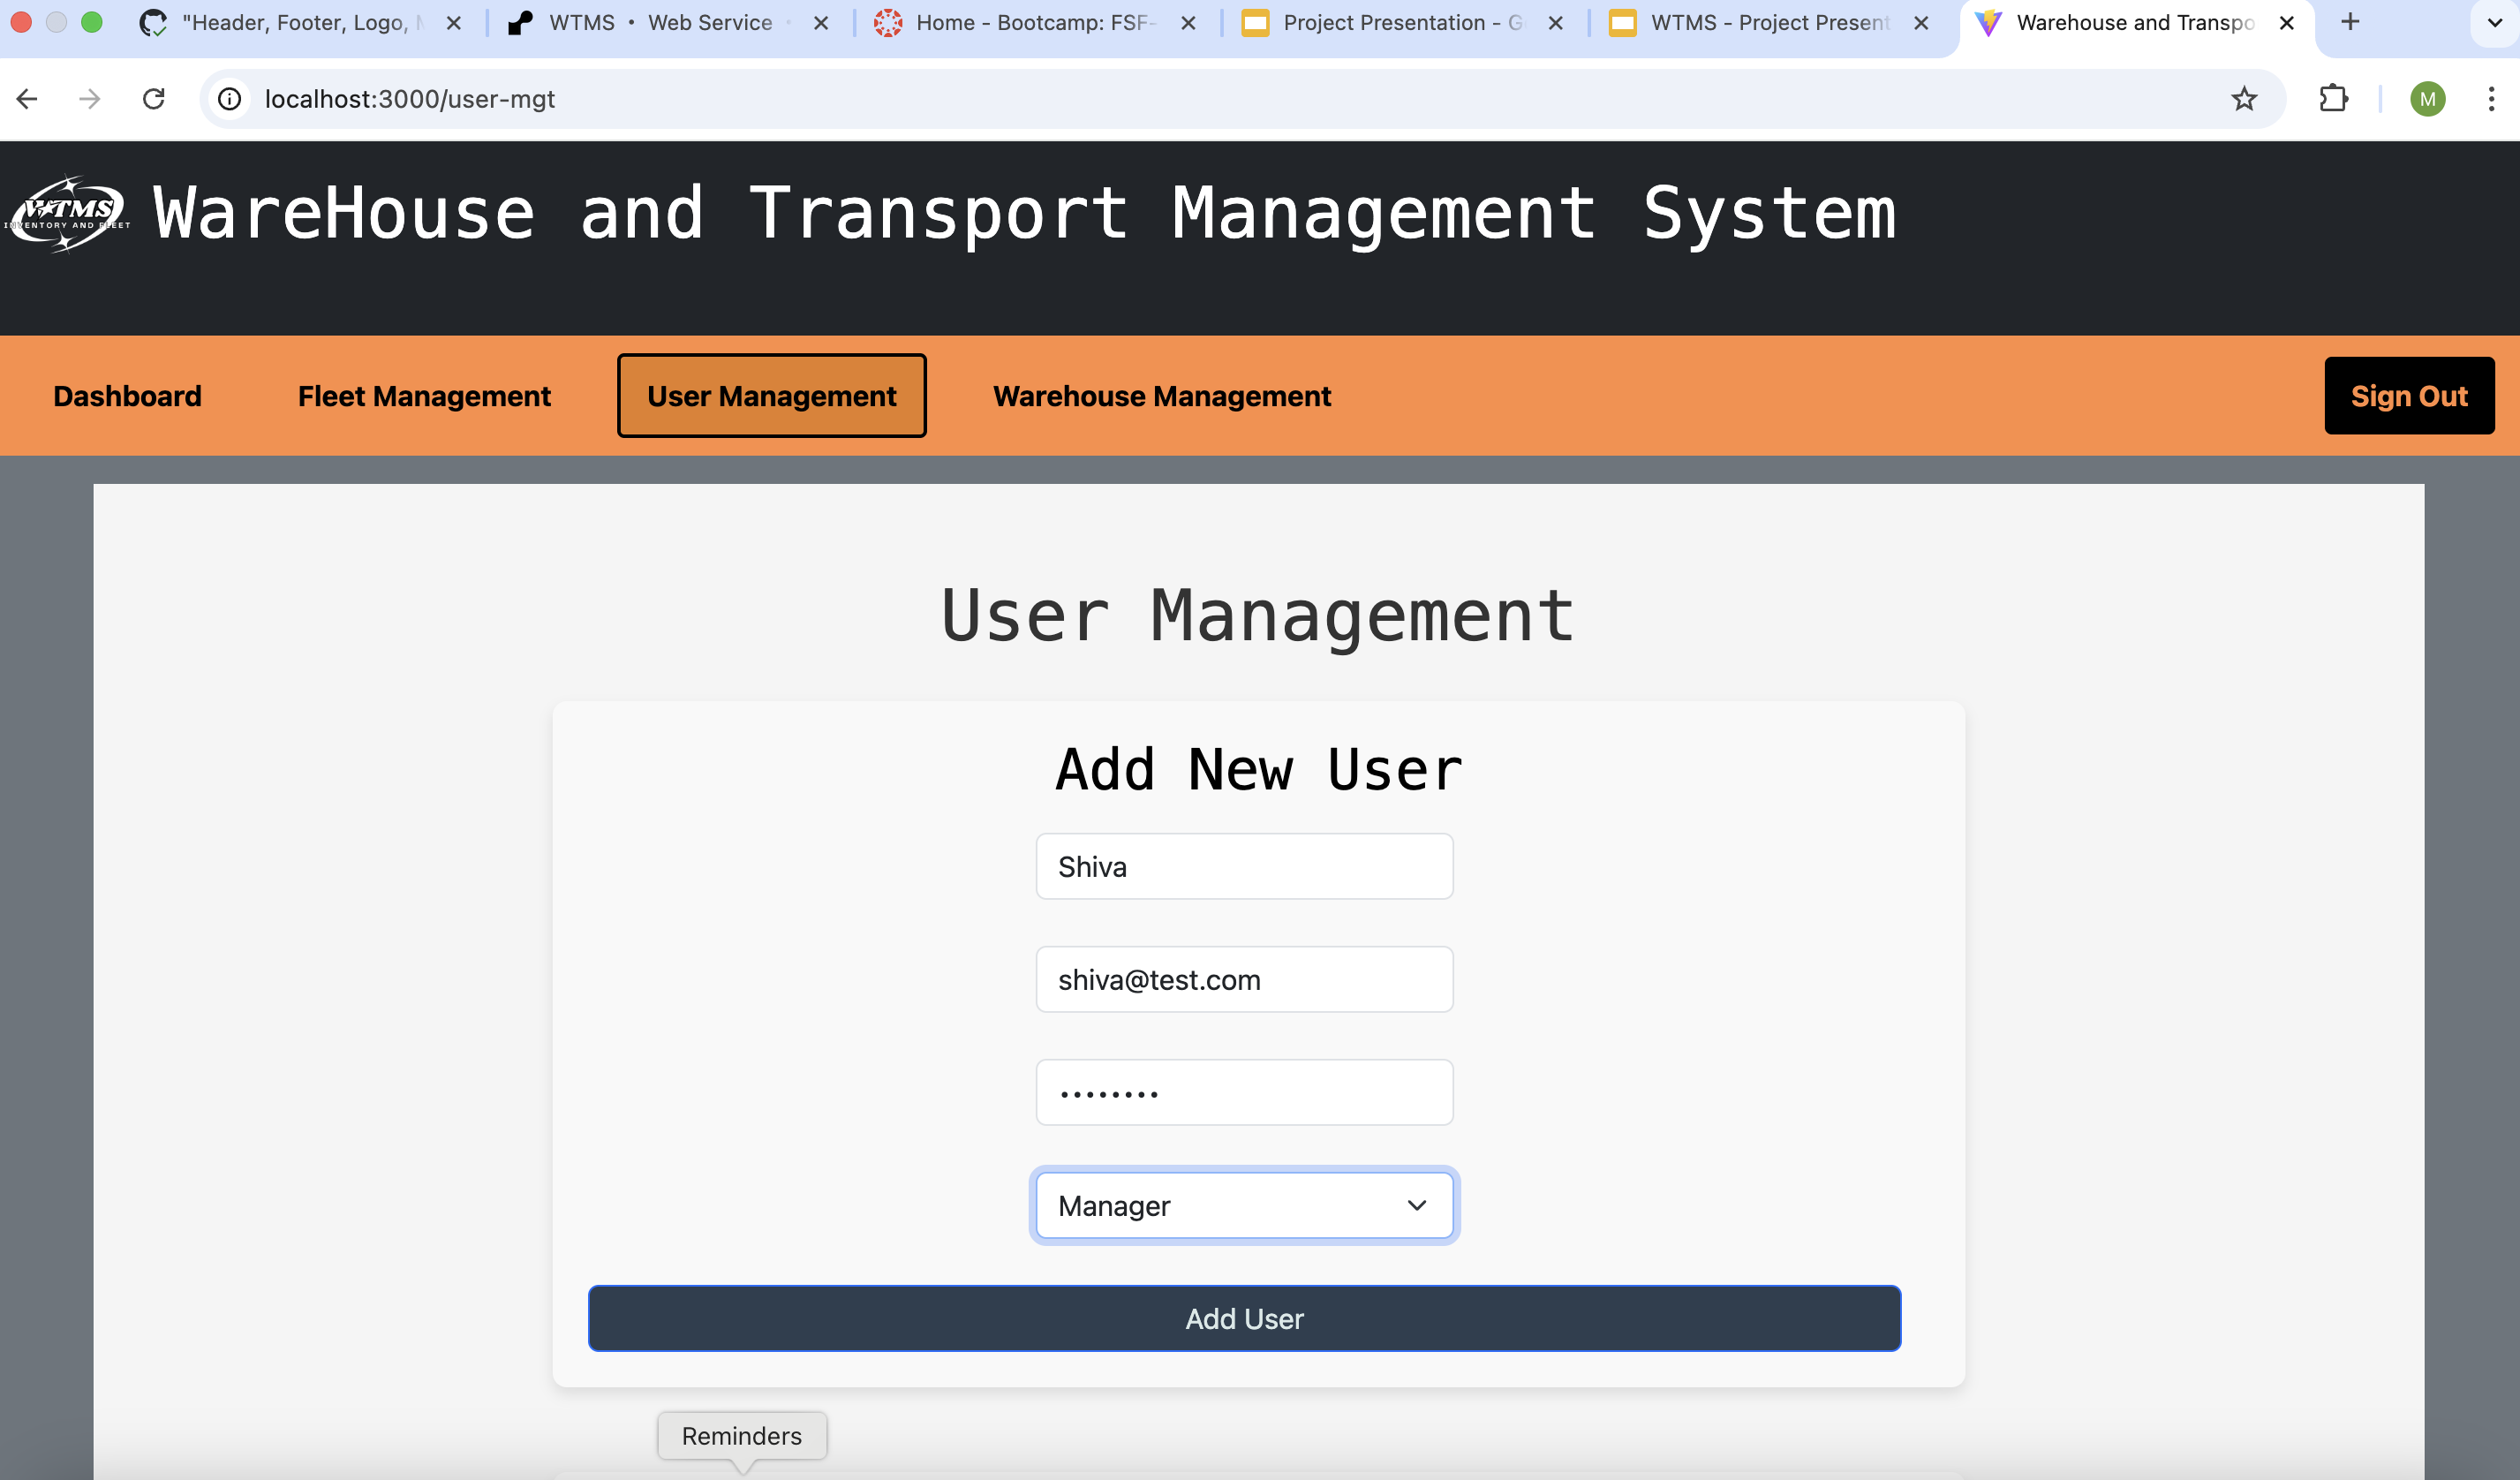 "Header, Footer, Logo,
WTMS • Web Service
Home - Bootcamp: FSF-
Project Presentation - G
WTMS - Project Present
Warehouse and Transpo
localhost:3000/user-mgt
M
WTMS
INVENTORY AND FLEET
WareHouse and Transport Management System
Dashboard
Fleet Management
User Management
Warehouse Management
Sign Out
User Management
Add New User
Shiva
shiva@test.com
••••••••
Manager
Add User
Reminders